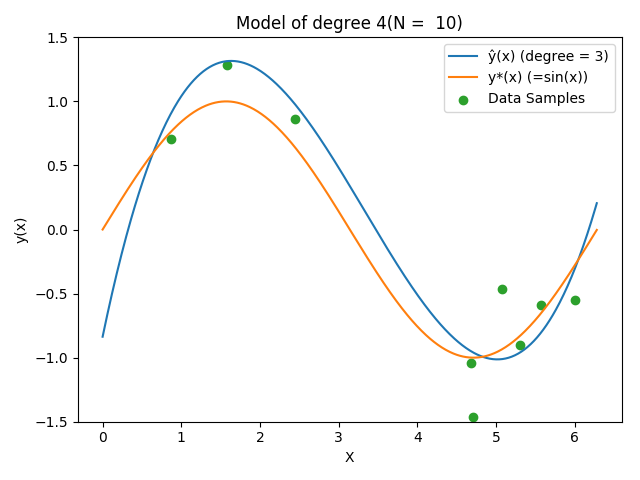 Model of degree 4(N =  10)
ŷ(x) (degree = 3)
y*(x) (=sin(x))
Data Samples
y(x)
1.5
1.0
0.5
0.0
−0.5
−1.0
−1.5
0 1 2 3 4 5 6
X